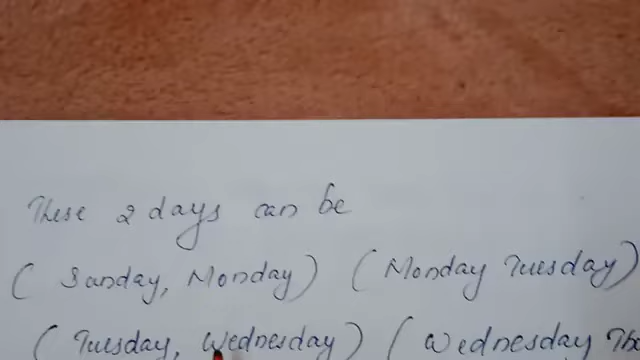 These 2 days can be
( Sunday, Monday) ( Monday Tuesday)
( Tuesday, Wednesday) ( Wednesday